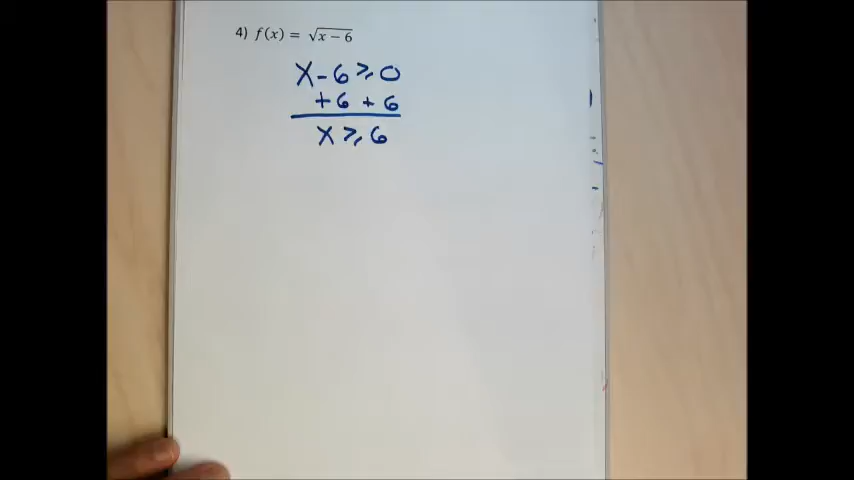 4) f(x) = √x − 6
x - 6 ≥ 0
+ 6 + 6
x ≥ 6